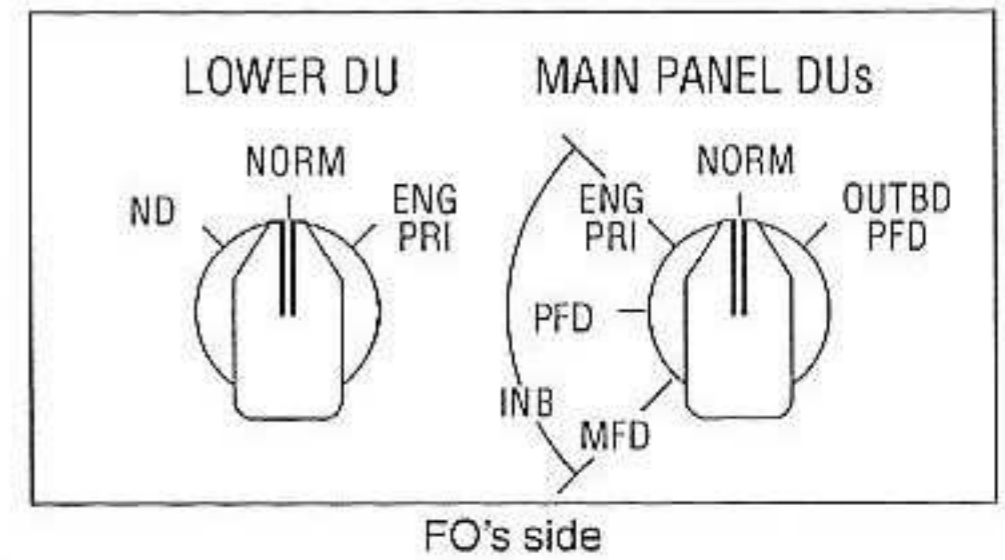 LOWER DU
MAIN PANEL DUs
ND
NORM
ENG
PRI
ENG
PRI
NORM
OUTBD
PFD
PFD
INB
MFD
FO's side